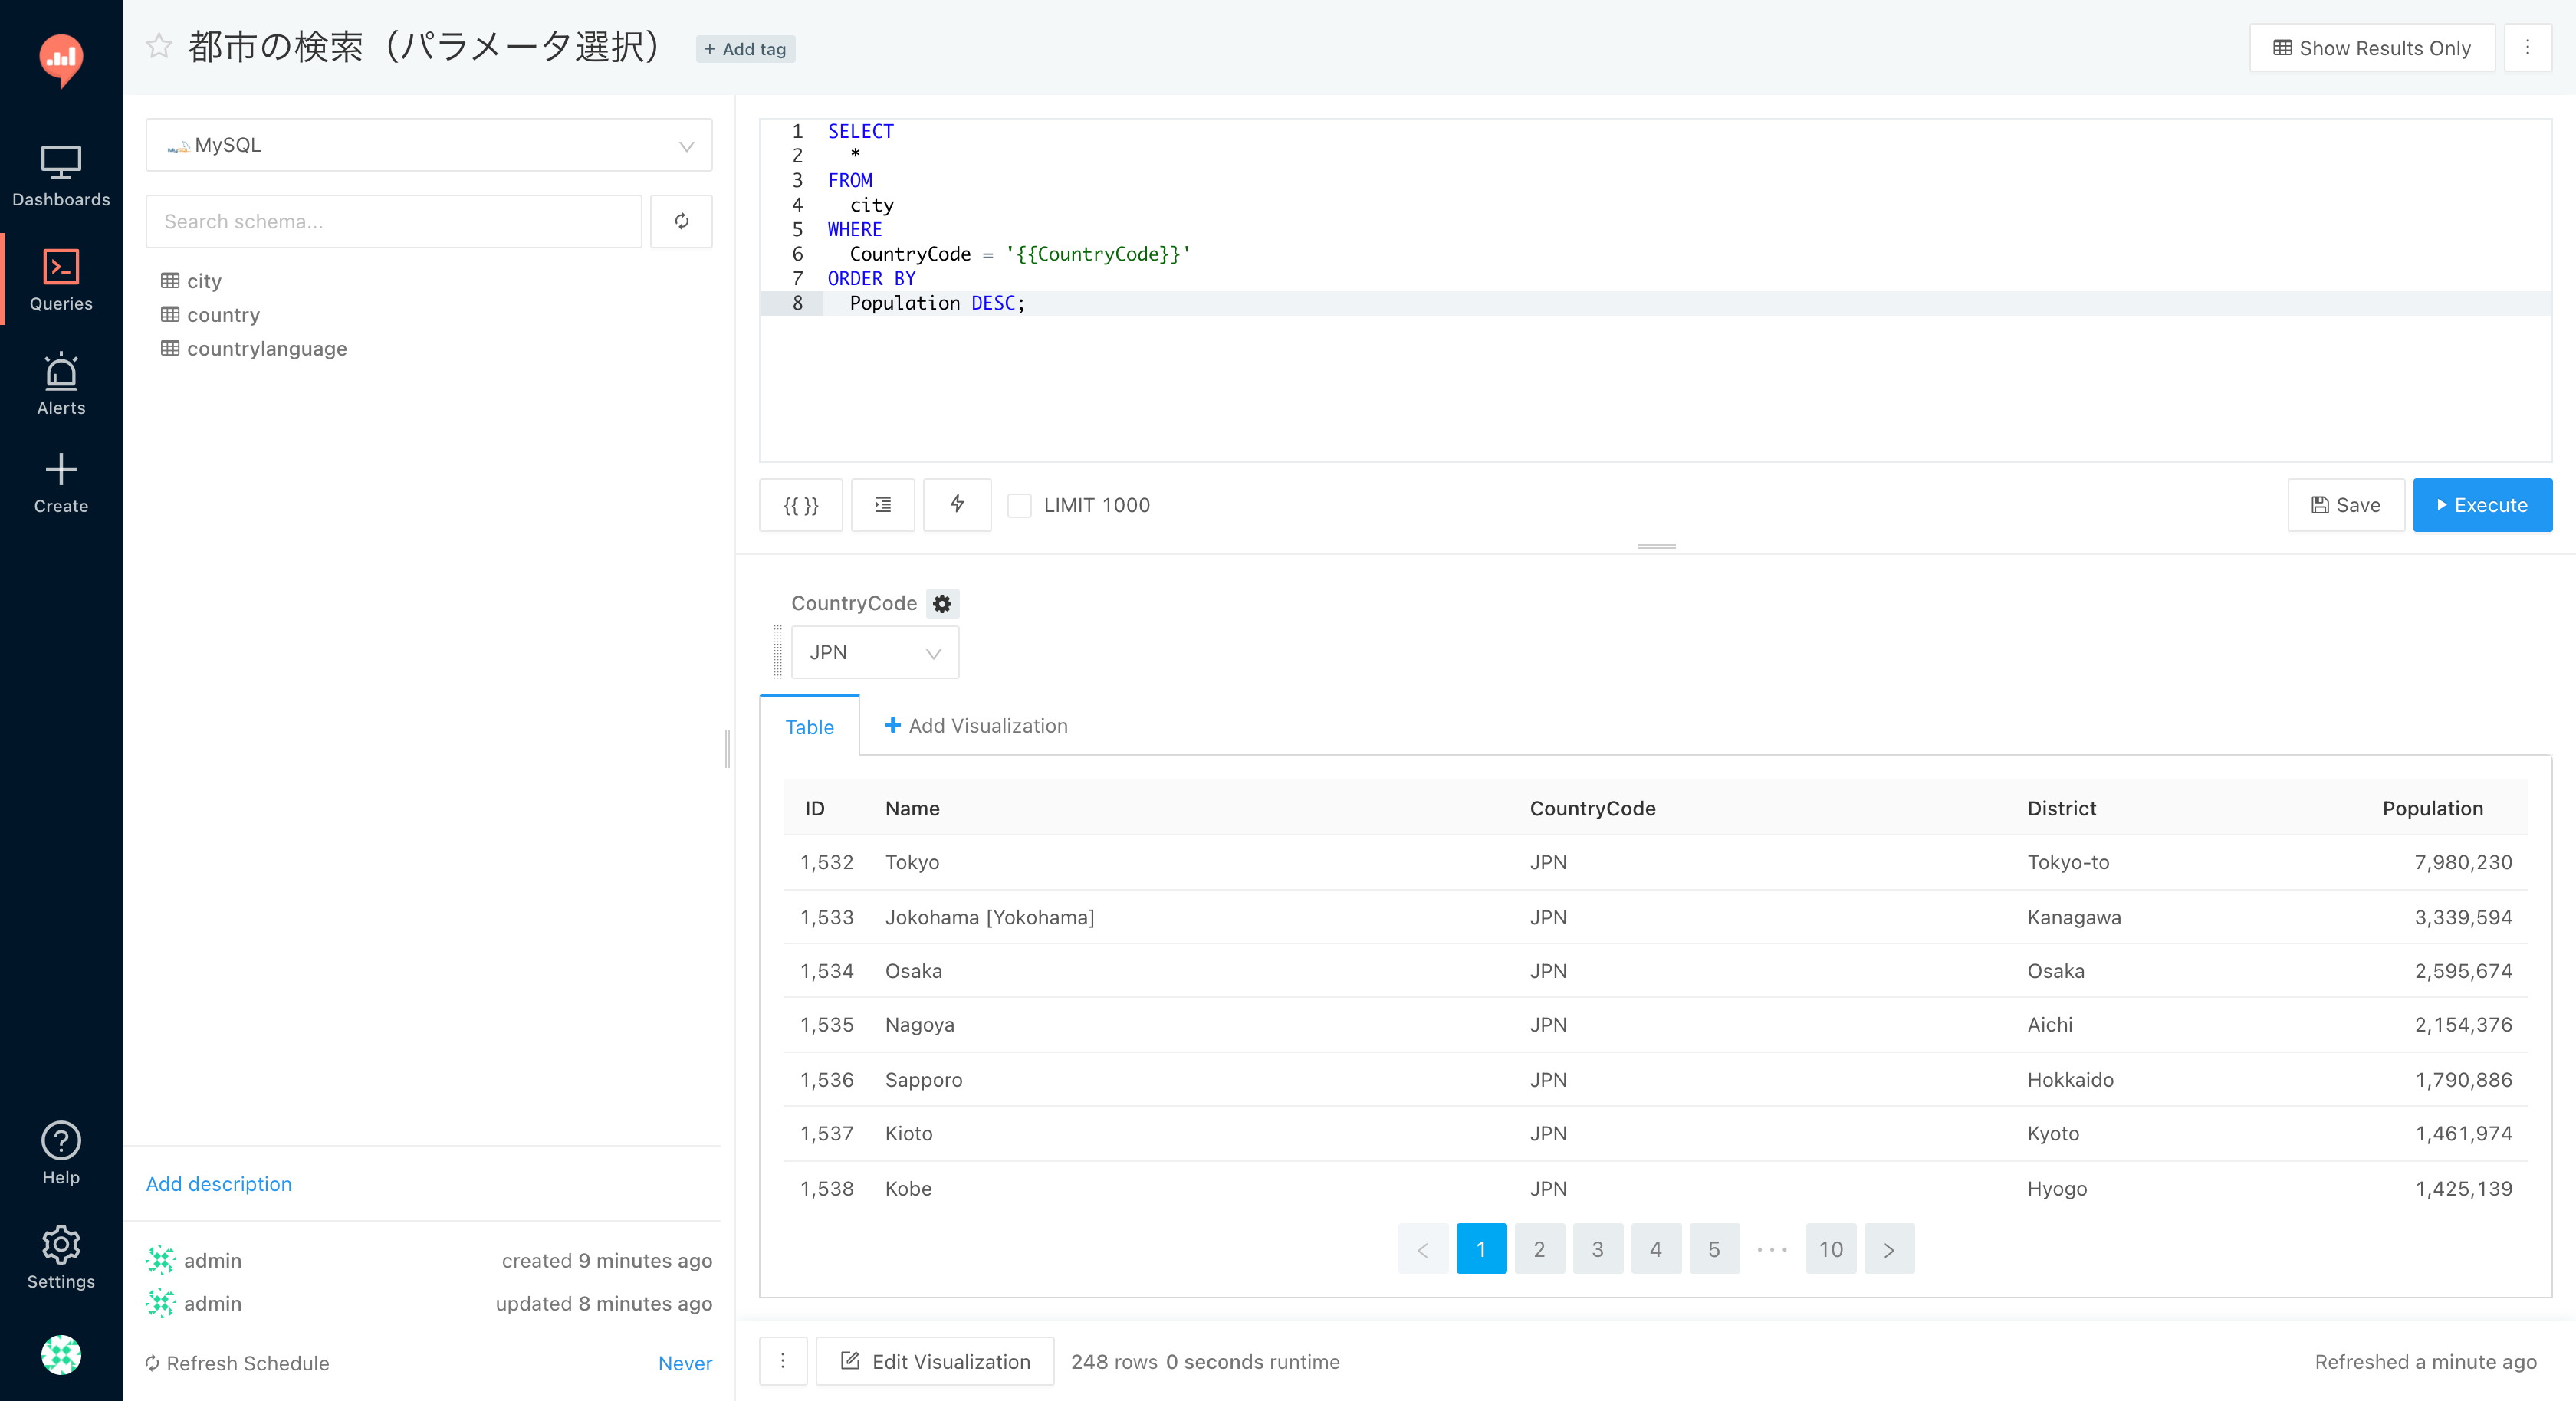 都市の検索（パラメータ選択）
+ Add tag
Show Results Only
Dashboards
Queries
Alerts
Create
Help
Settings
MySQL
Search schema...
city
country
countrylanguage
Add description
admin created 9 minutes ago
admin updated 8 minutes ago
Refresh Schedule Never
1 SELECT
2 *
3 FROM
4 city
5 WHERE
6 CountryCode = '{{CountryCode}}'
7 ORDER BY
8 Population DESC;
{{ }} LIMIT 1000 Save Execute
CountryCode
JPN
Table + Add Visualization
ID Name CountryCode District Population
1,532 Tokyo JPN Tokyo-to 7,980,230
1,533 Jokohama [Yokohama] JPN Kanagawa 3,339,594
1,534 Osaka JPN Osaka 2,595,674
1,535 Nagoya JPN Aichi 2,154,376
1,536 Sapporo JPN Hokkaido 1,790,886
1,537 Kioto JPN Kyoto 1,461,974
1,538 Kobe JPN Hyogo 1,425,139
< 1 2 3 4 5 ••• 10 >
Edit Visualization 248 rows 0 seconds runtime Refreshed a minute ago